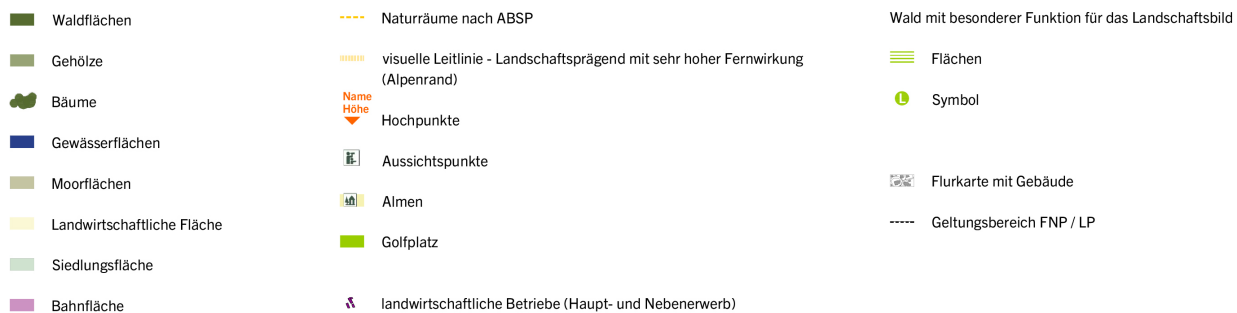 Waldflächen
Gehölze
Bäume
Gewässerflächen
Moorflächen
Landwirtschaftliche Fläche
Siedlungsfläche
Bahnfläche
Naturräume nach ABSP
visuelle Leitlinie - Landschaftsprägend mit sehr hoher Fernwirkung
(Alpenrand)
Name
Höhe
Hochpunkte
Aussichtspunkte
Almen
Golfplatz
landwirtschaftliche Betriebe (Haupt- und Nebenerwerb)
Wald mit besonderer Funktion für das Landschaftsbild
Flächen
L
Symbol
Flurkarte mit Gebäude
Geltungsbereich FNP / LP